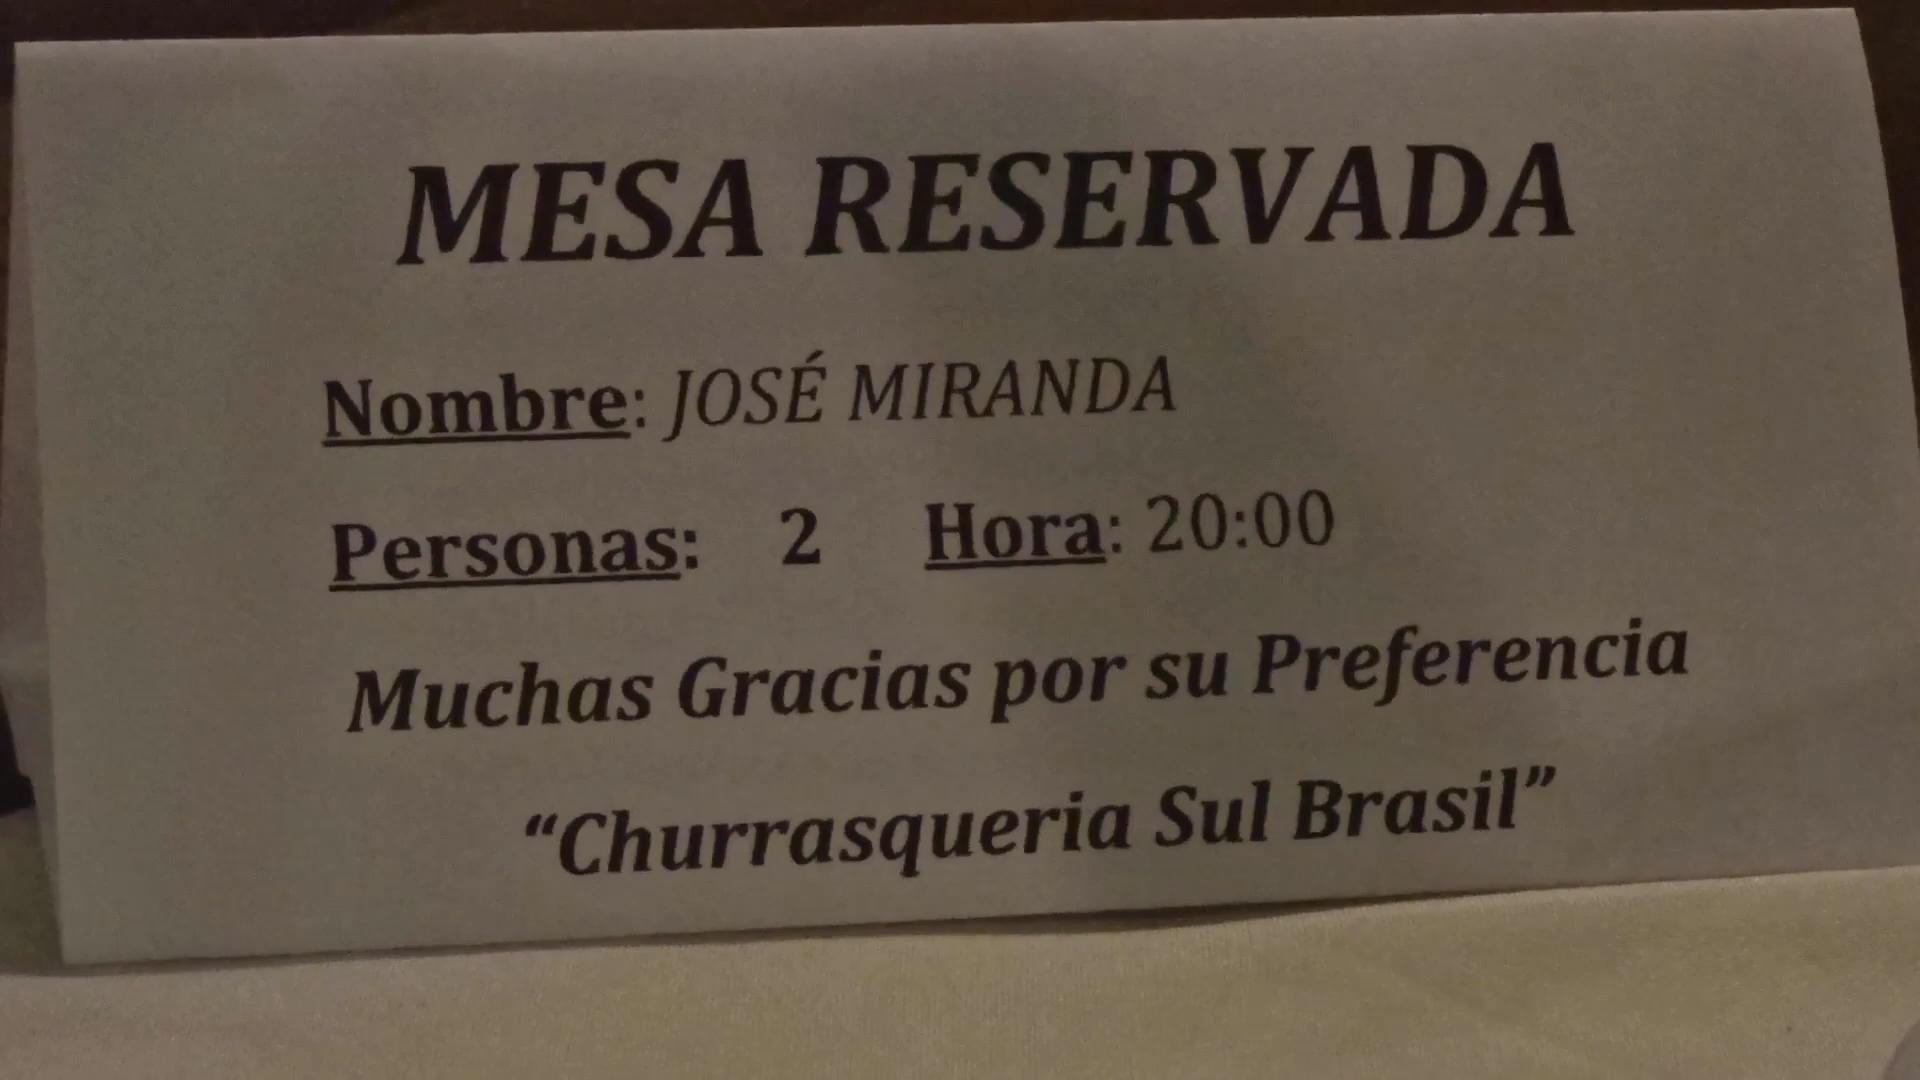 MESA RESERVADA
Nombre: JOSÉ MIRANDA
Personas: 2 Hora: 20:00
Muchas Gracias por su Preferencia
“Churrasqueria Sul Brasil”